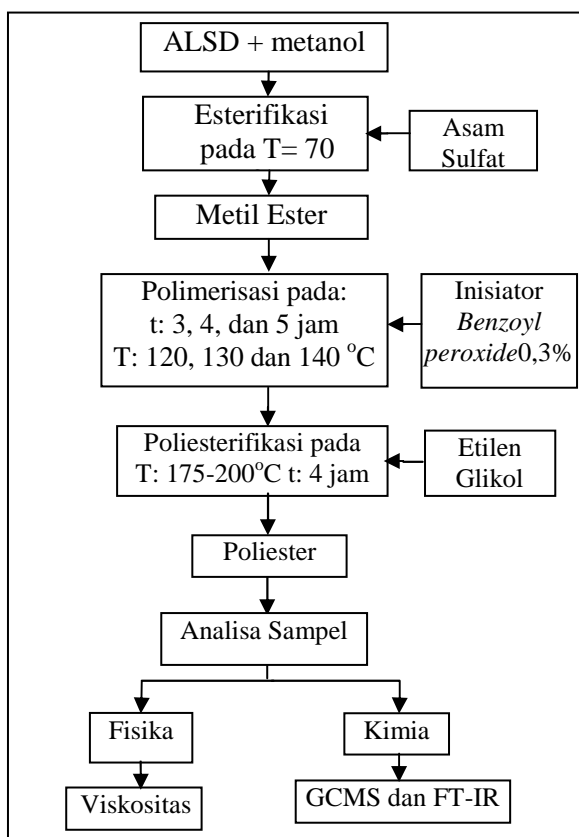 ALSD + metanol
Esterifikasi
pada T= 70
Asam
Sulfat
Metil Ester
Polimerisasi pada:
t: 3, 4, dan 5 jam
T: 120, 130 dan 140 °C
Inisiator
Benzoyl
peroxide0,3%
Poliesterifikasi pada
T: 175-200°C t: 4 jam
Etilen
Glikol
Poliester
Analisa Sampel
Fisika
Kimia
Viskositas
GCMS dan FT-IR